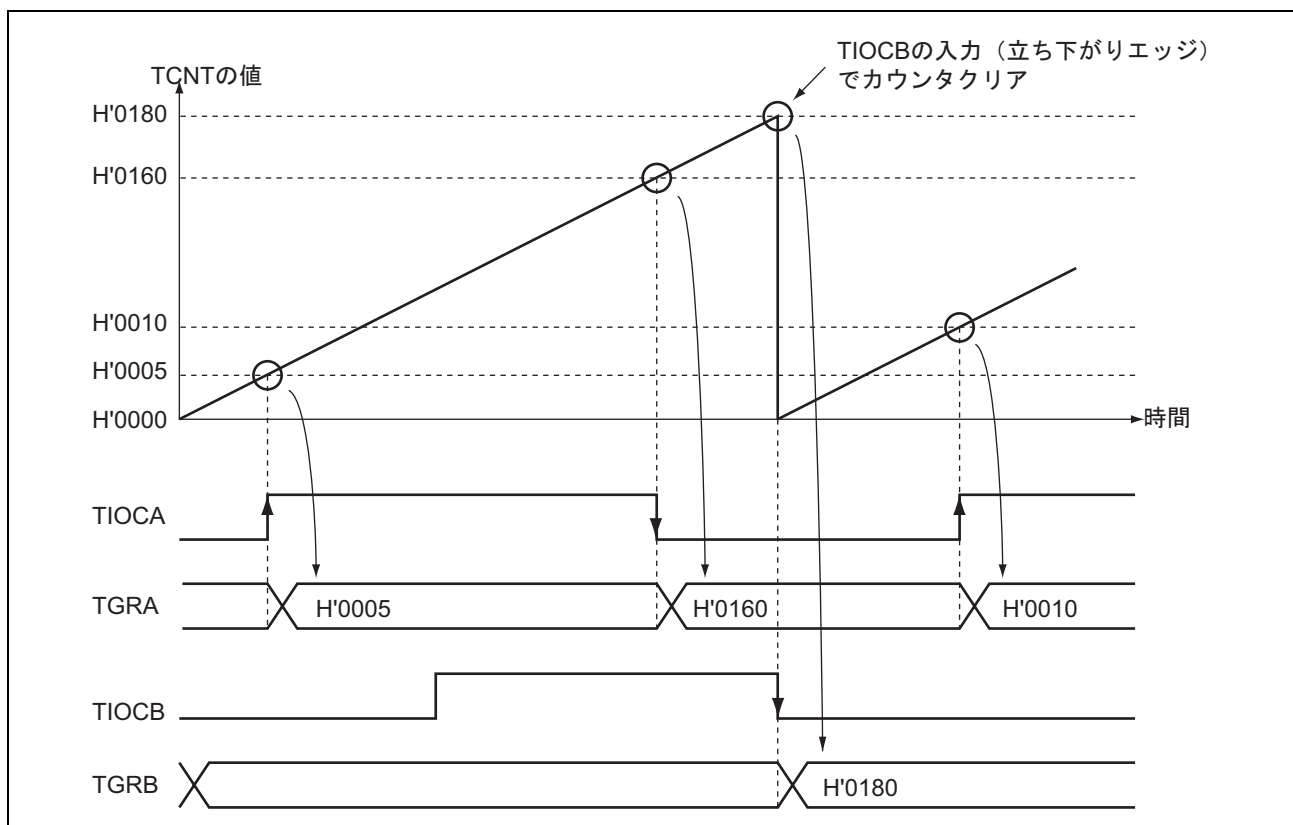 TIOCBの入力（立ち下がりエッジ）
でカウンタクリア
TCNTの値
H'0180
H'0160
H'0010
H'0005
H'0000
時間
TIOCA
TGRA
H'0005
H'0160
H'0010
TIOCB
TGRB
H'0180